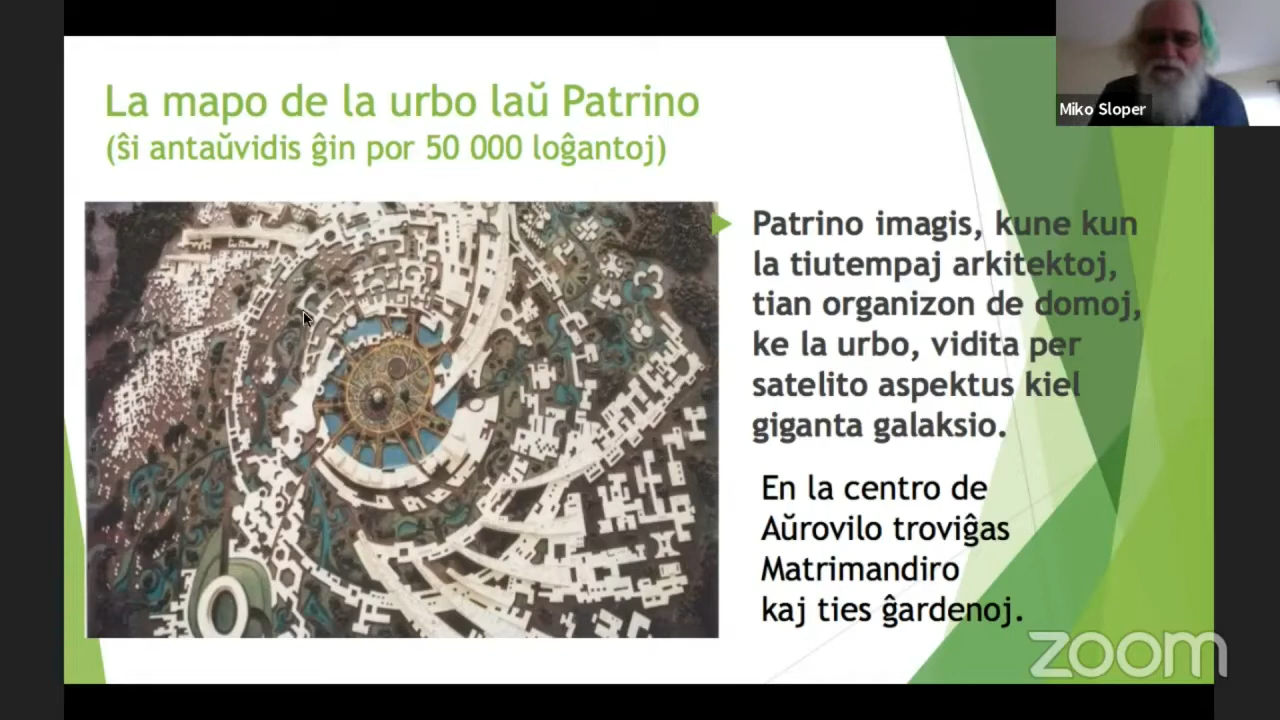 La mapo de la urbo laŭ Patrino
(ŝi antaŭvidis ĝin por 50 000 loĝantoj)
Miko Sloper
Patrino imagis, kune kun
la tiutempaj arkitektoj,
tian organizon de domoj,
ke la urbo, vidita per
satelito aspektus kiel
giganta galaksio.
En la centro de
Aŭrovilo troviĝas
Matrimandiro
kaj ties ĝardenoj.
zoom